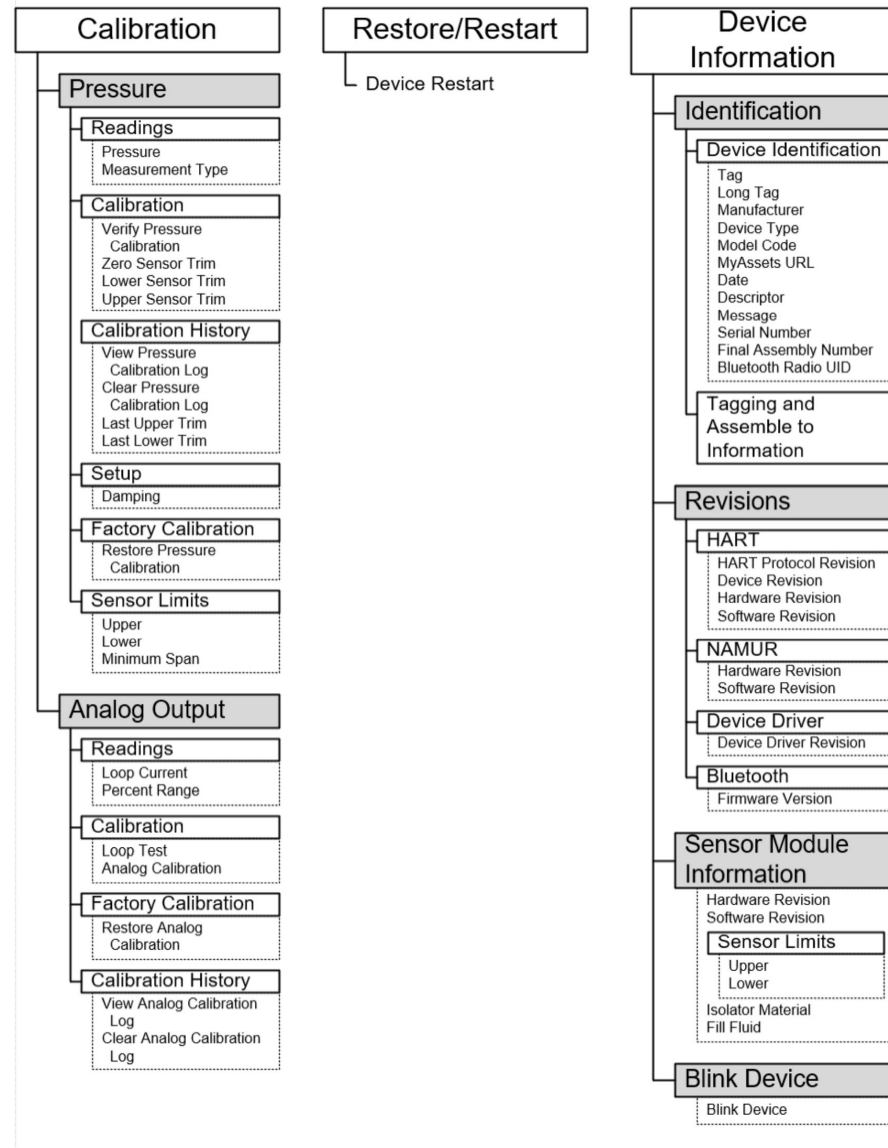 Calibration
Pressure
Readings
Pressure
Measurement Type
Calibration
Verify Pressure
Calibration
Zero Sensor Trim
Lower Sensor Trim
Upper Sensor Trim
Calibration History
View Pressure
Calibration Log
Clear Pressure
Calibration Log
Last Upper Trim
Last Lower Trim
Setup
Damping
Factory Calibration
Restore Pressure
Calibration
Sensor Limits
Upper
Lower
Minimum Span
Analog Output
Readings
Loop Current
Percent Range
Calibration
Loop Test
Analog Calibration
Factory Calibration
Restore Analog
Calibration
Calibration History
View Analog Calibration
Log
Clear Analog Calibration
Log
Restore/Restart
Device Restart
Device
Information
Identification
Device Identification
Tag
Long Tag
Manufacturer
Device Type
Model Code
MyAssets URL
Date
Descriptor
Message
Serial Number
Final Assembly Number
Bluetooth Radio UID
Tagging and
Assemble to
Information
Revisions
HART
HART Protocol Revision
Device Revision
Hardware Revision
Software Revision
NAMUR
Hardware Revision
Software Revision
Device Driver
Device Driver Revision
Bluetooth
Firmware Version
Sensor Module
Information
Hardware Revision
Software Revision
Sensor Limits
Upper
Lower
Isolator Material
Fill Fluid
Blink Device
Blink Device